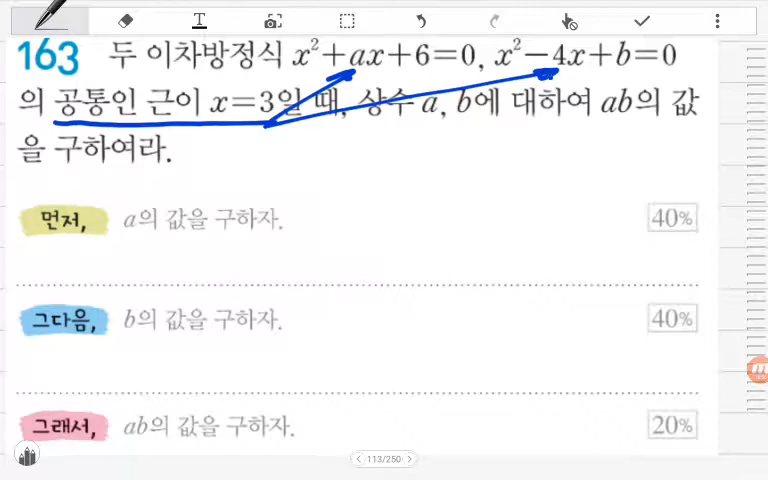 T
163 두 이차방정식 x²+ax+6=0, x²-4x+b=0
의 공통인 근이 x=3일 때, 상수 a, b에 대하여 ab의 값
을 구하여라.
먼저, a의 값을 구하자. 40%
그다음, b의 값을 구하자. 40%
그래서, ab의 값을 구하자. 20%
113/250